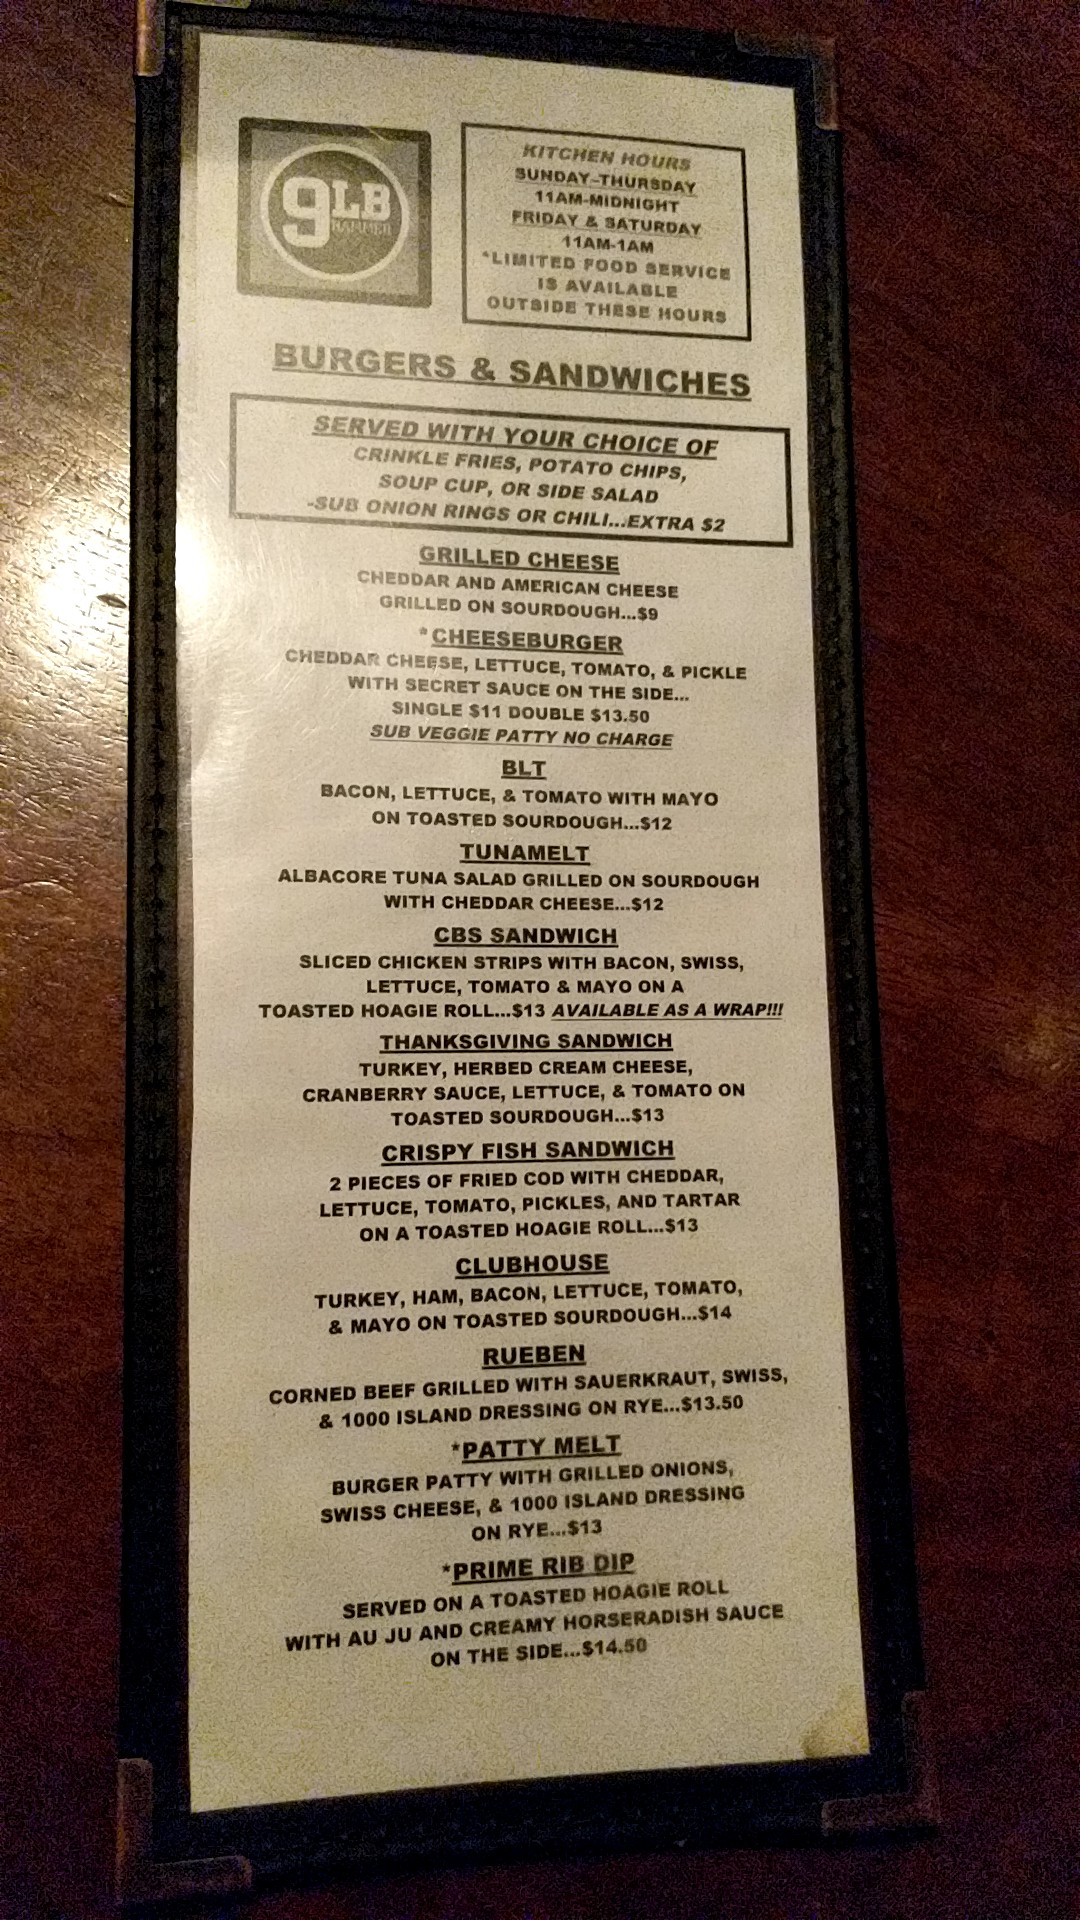 9LB
HAMMER
KITCHEN HOURS
SUNDAY-THURSDAY
11AM-MIDNIGHT
FRIDAY & SATURDAY
11AM-1AM
*LIMITED FOOD SERVICE
IS AVAILABLE
OUTSIDE THESE HOURS
BURGERS & SANDWICHES
SERVED WITH YOUR CHOICE OF
CRINKLE FRIES, POTATO CHIPS,
SOUP CUP, OR SIDE SALAD
-SUB ONION RINGS OR CHILI...EXTRA $2
GRILLED CHEESE
CHEDDAR AND AMERICAN CHEESE
GRILLED ON SOURDOUGH...$9
*CHEESEBURGER
CHEDDAR CHEESE, LETTUCE, TOMATO, & PICKLE
WITH SECRET SAUCE ON THE SIDE...
SINGLE $11 DOUBLE $13.50
SUB VEGGIE PATTY NO CHARGE
BLT
BACON, LETTUCE, & TOMATO WITH MAYO
ON TOASTED SOURDOUGH...$12
TUNAMELT
ALBACORE TUNA SALAD GRILLED ON SOURDOUGH
WITH CHEDDAR CHEESE...$12
CBS SANDWICH
SLICED CHICKEN STRIPS WITH BACON, SWISS,
LETTUCE, TOMATO & MAYO ON A
TOASTED HOAGIE ROLL...$13 AVAILABLE AS A WRAP!!!
THANKSGIVING SANDWICH
TURKEY, HERBED CREAM CHEESE,
CRANBERRY SAUCE, LETTUCE, & TOMATO ON
TOASTED SOURDOUGH...$13
CRISPY FISH SANDWICH
2 PIECES OF FRIED COD WITH CHEDDAR,
LETTUCE, TOMATO, PICKLES, AND TARTAR
ON A TOASTED HOAGIE ROLL...$13
CLUBHOUSE
TURKEY, HAM, BACON, LETTUCE, TOMATO,
& MAYO ON TOASTED SOURDOUGH...$14
RUEBEN
CORNED BEEF GRILLED WITH SAUERKRAUT, SWISS,
& 1000 ISLAND DRESSING ON RYE...$13.50
*PATTY MELT
BURGER PATTY WITH GRILLED ONIONS,
SWISS CHEESE, & 1000 ISLAND DRESSING
ON RYE...$13
*PRIME RIB DIP
SERVED ON A TOASTED HOAGIE ROLL
WITH AU JU AND CREAMY HORSERADISH SAUCE
ON THE SIDE...$14.50